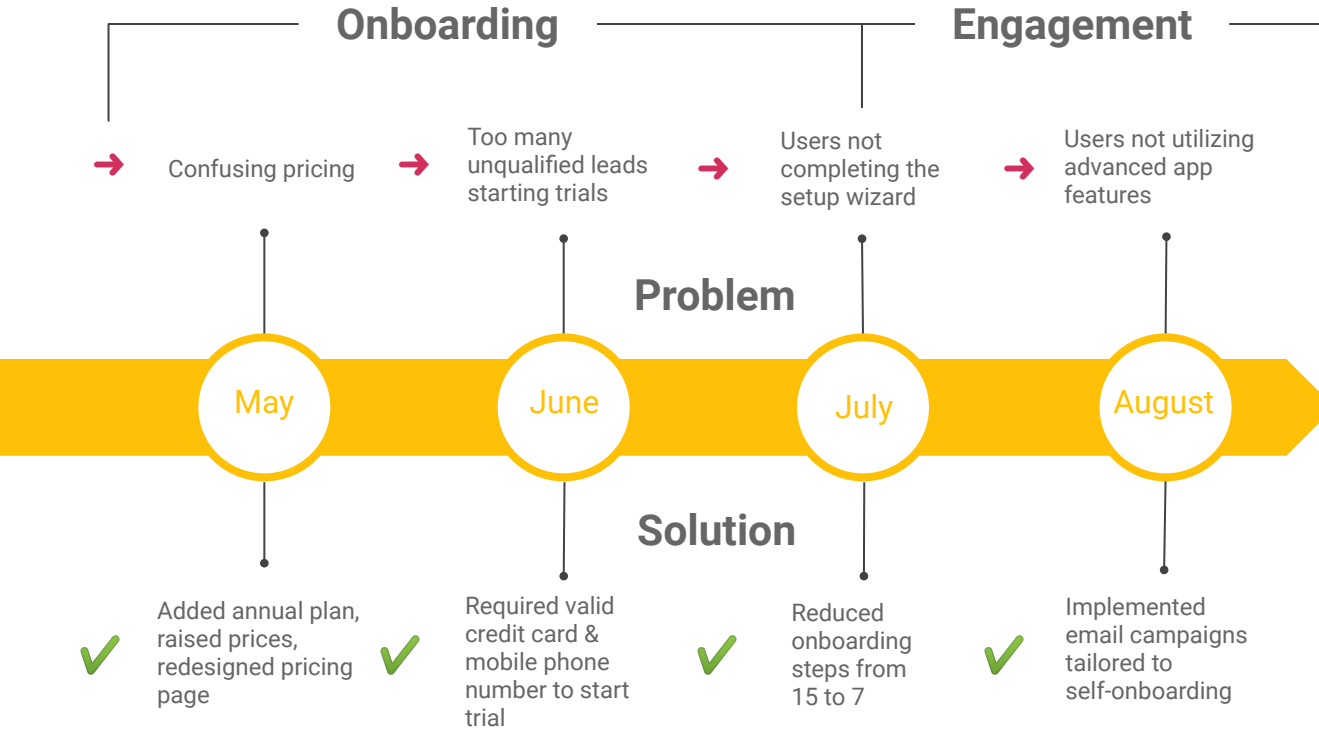 Onboarding
Engagement
Confusing pricing
Too many
unqualified leads
starting trials
Users not
completing the
setup wizard
Users not utilizing
advanced app
features
Problem
May
June
July
August
Solution
Added annual plan,
raised prices,
redesigned pricing
page
Required valid
credit card &
mobile phone
number to start
trial
Reduced
onboarding
steps from
15 to 7
Implemented
email campaigns
tailored to
self-onboarding